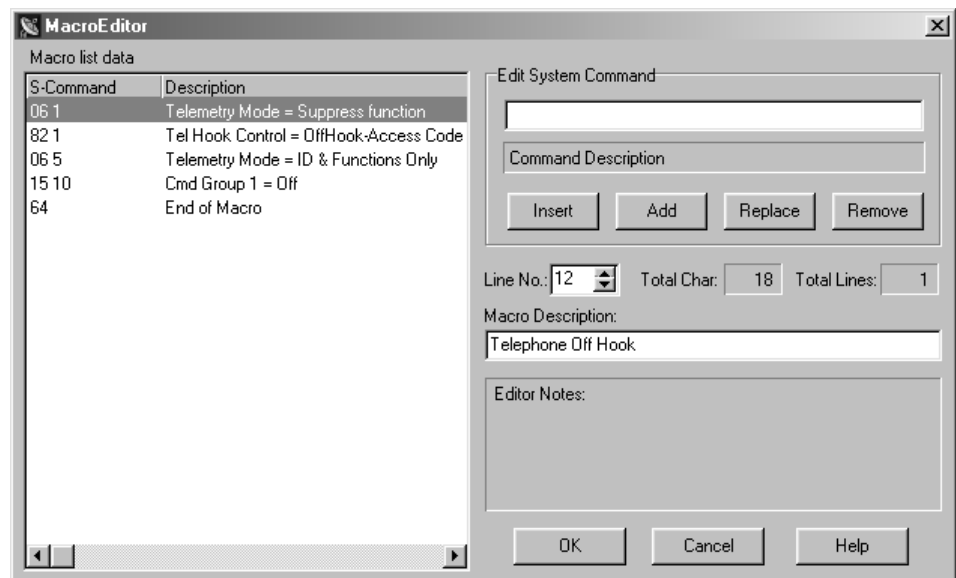 MacroEditor
Macro list data
S-Command Description
06 1 Telemetry Mode = Suppress function
82 1 Tel Hook Control = OffHook-Access Code
06 5 Telemetry Mode = ID & Functions Only
15 10 Cmd Group 1 = Off
64 End of Macro
Edit System Command
Command Description
Insert Add Replace Remove
Line No.: 12 Total Char: 18 Total Lines: 1
Macro Description:
Telephone Off Hook
Editor Notes:
OK Cancel Help